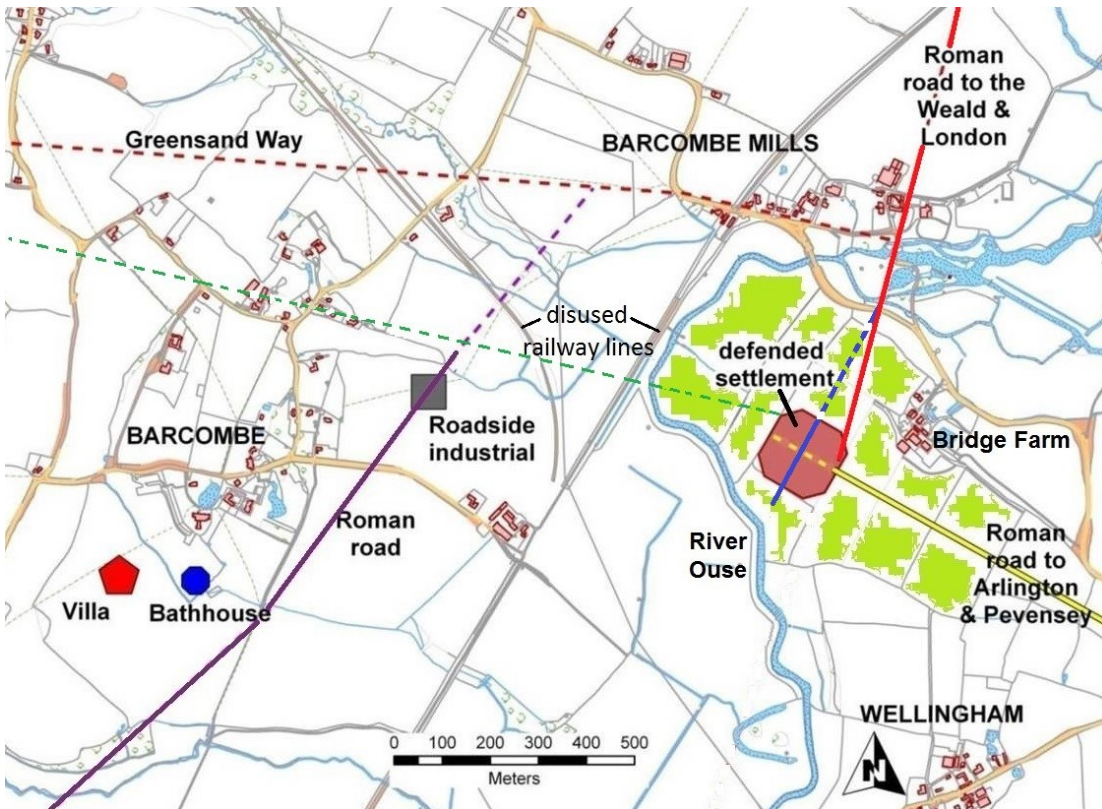 Roman
road to the
Weald &
London
Greensand Way
BARCOMBE MILLS
disused
railway lines
defended
settlement
Roadside
industrial
BARCOMBE
Bridge Farm
Roman
road
River
Ouse
Roman
road to
Arlington
& Pevensey
Villa
Bathhouse
WELLINGHAM
0 100 200 300 400 500
Meters
N